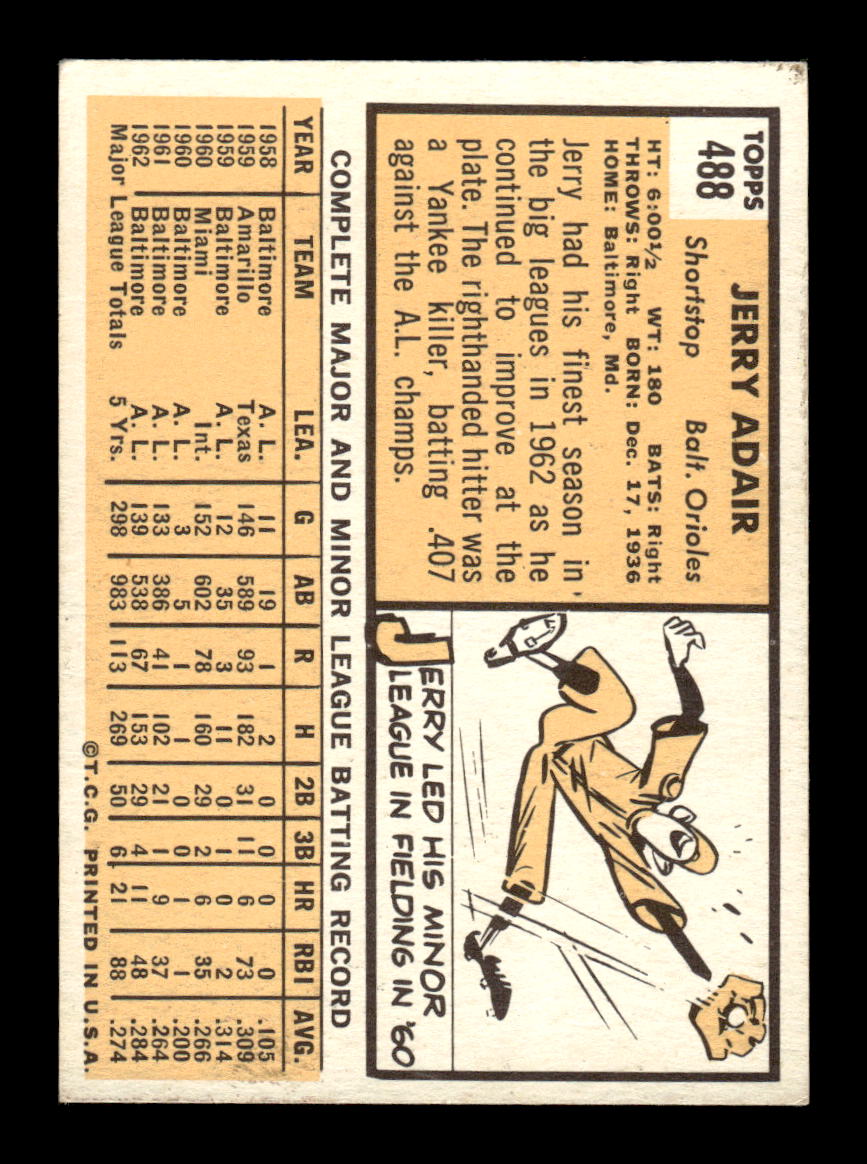 TOPPS
488
JERRY ADAIR
Shortstop Balt. Orioles
HT: 6:00½ WT: 180 BATS: Right
THROWS: Right BORN: Dec. 17, 1936
HOME: Baltimore, Md.
Jerry had his finest season in
the big leagues in 1962 as he
continued to improve at the
plate. The righthanded hitter was
a Yankee killer, batting .407
against the A.L. champs.
JERRY LED HIS MINOR
LEAGUE IN FIELDING IN '60
COMPLETE MAJOR AND MINOR LEAGUE BATTING RECORD
YEAR TEAM LEA. G AB R H 2B 3B HR RBI AVG.
1958 Baltimore A. L. 11 19 1 2 0 0 0 0 .105
1959 Amarillo Texas 146 589 93 182 31 11 6 73 .309
1959 Baltimore A. L. 12 35 3 11 0 1 0 2 .314
1960 Miami Int. 152 602 78 160 29 2 6 35 .266
1960 Baltimore A. L. 3 5 1 1 0 0 1 1 .200
1961 Baltimore A. L. 133 386 41 102 21 1 9 37 .264
1962 Baltimore A. L. 139 538 67 153 29 4 11 48 .284
Major League Totals 5 Yrs. 298 983 113 269 50 6 21 88 .274
©T.C.G. PRINTED IN U.S.A.